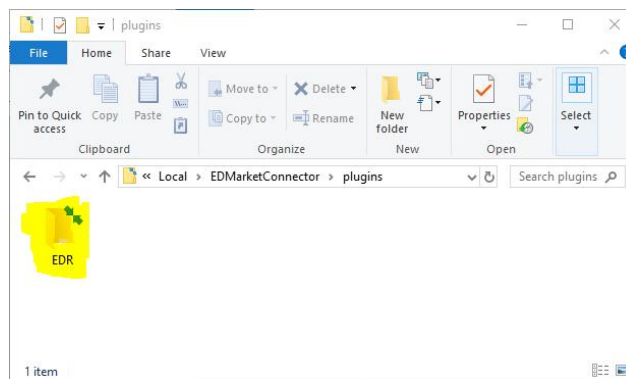 plugins
File Home Share View
Pin to Quick access
Copy
Paste
Clipboard
Move to
Copy to
Delete
Rename
Organize
New folder
New
Properties
Open
Select
« Local > EDMarketConnector > plugins
Search plugins
EDR
1 item